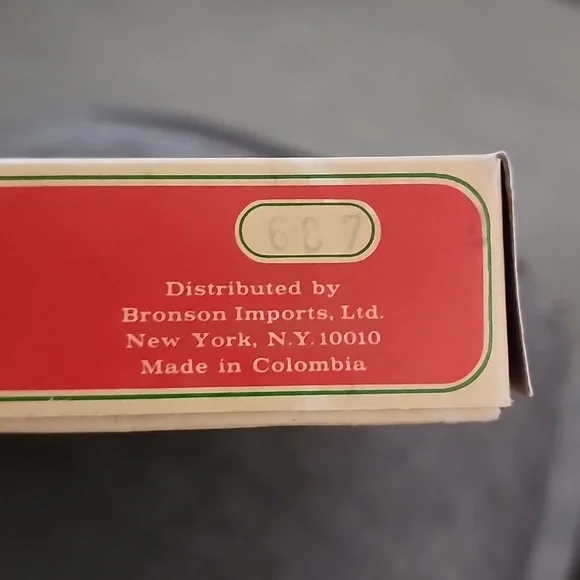 Distributed by
Bronson Imports, Ltd.
New York, N.Y. 10010
Made in Colombia